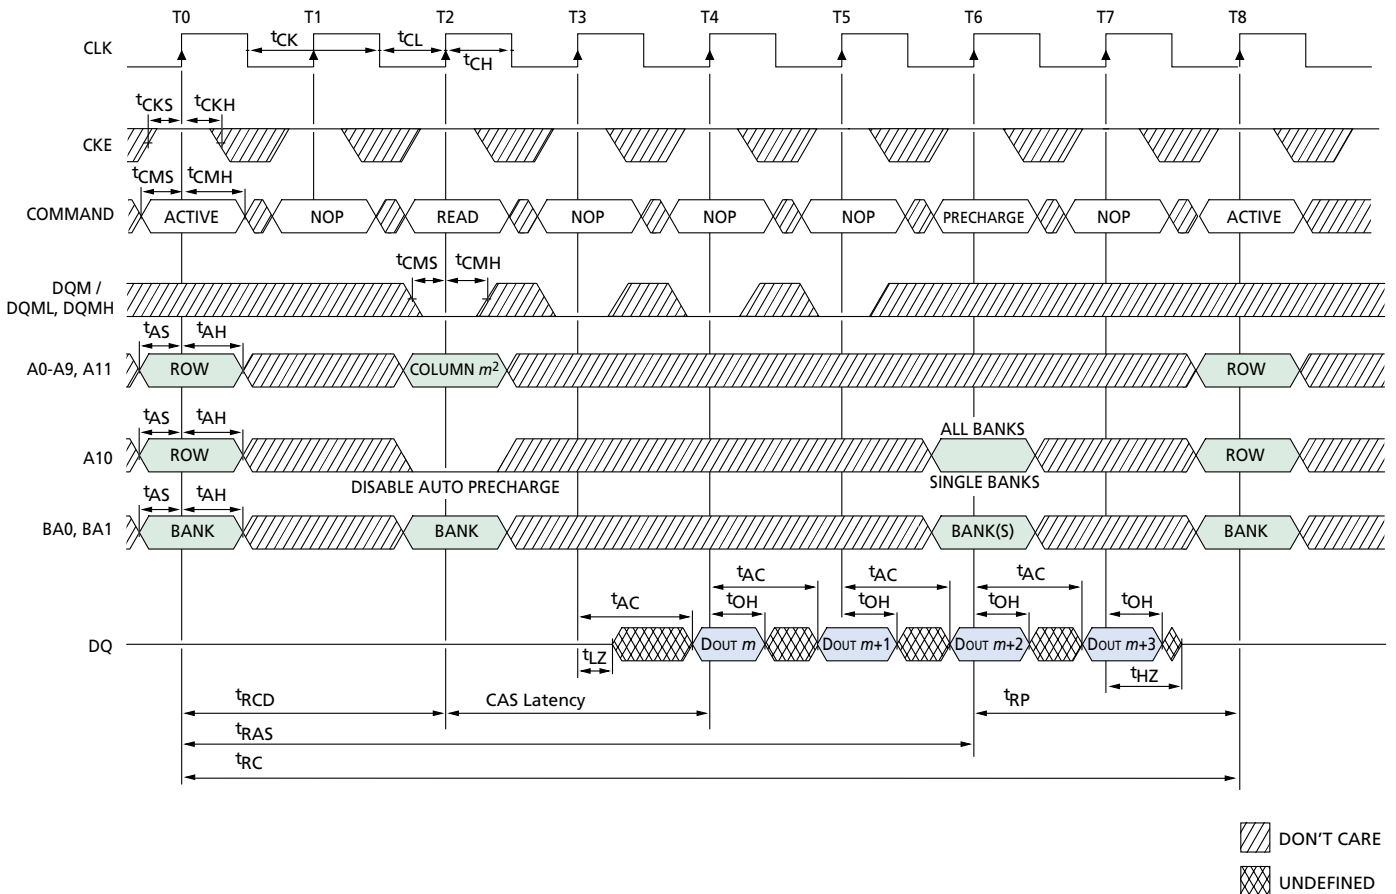 T0 T1 T2 T3 T4 T5 T6 T7 T8
CLK
tCK tCL
tCH
tCKS tCKH
CKE
tCMS tCMH
COMMAND ACTIVE NOP READ NOP NOP NOP PRECHARGE NOP ACTIVE
tCMS tCMH
DQM /
DQML, DQMH
tAS tAH
A0-A9, A11 ROW COLUMN m2 ROW
tAS tAH
ALL BANKS
A10 ROW ROW
DISABLE AUTO PRECHARGE SINGLE BANKS
tAS tAH
BA0, BA1 BANK BANK BANK(S) BANK
tAC tAC tAC
tAC tOH tOH tOH tOH
DQ DOUT m DOUT m+1 DOUT m+2 DOUT m+3
tLZ tHZ
tRCD CAS Latency tRP
tRAS
tRC
DON'T CARE
UNDEFINED